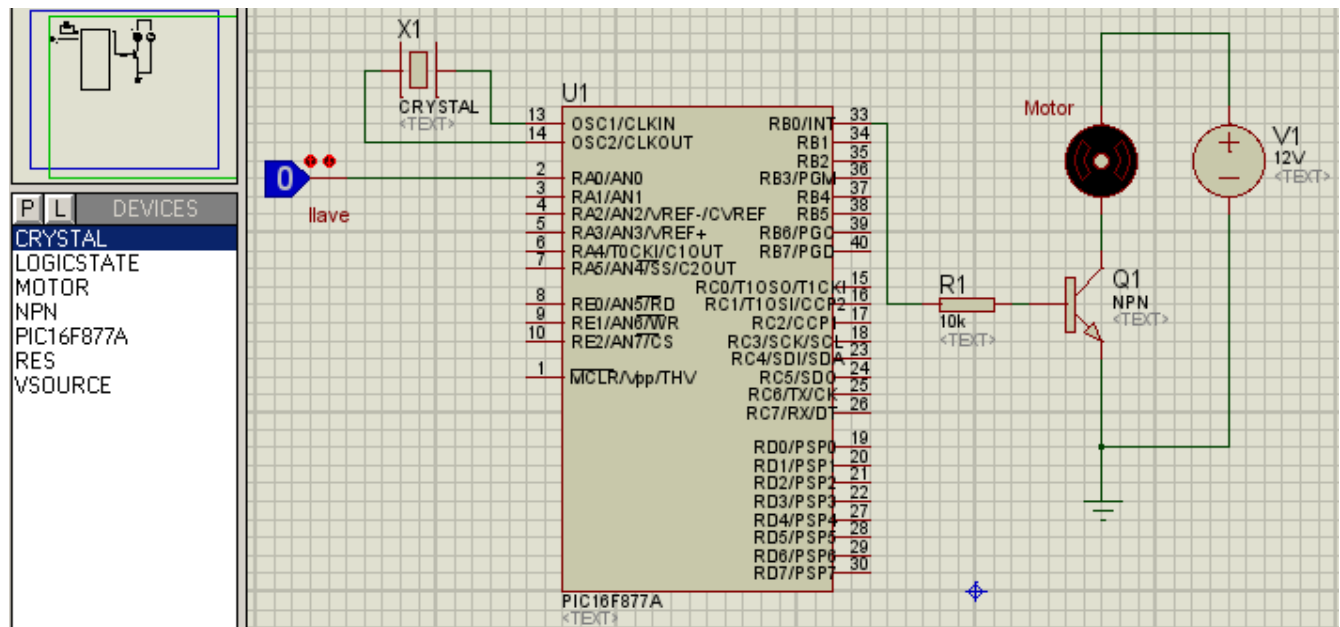 P L DEVICES
CRYSTAL
LOGICSTATE
MOTOR
NPN
PIC16F877A
RES
VSOURCE
X1
CRYSTAL
<TEXT>
0
llave
U1
13 OSC1/CLKIN
14 OSC2/CLKOUT
2 RA0/AN0
3 RA1/AN1
4 RA2/AN2/VREF-/CVREF
5 RA3/AN3/VREF+
6 RA4/T0CKI/C1OUT
7 RA5/AN4/SS/C2OUT
8 RE0/AN5/RD
9 RE1/AN6/WR
10 RE2/AN7/CS
1 MCLR/Vpp/THV
RB0/INT 33
RB1 34
RB2 35
RB3/PGM 36
RB4 37
RB5 38
RB6/PGC 39
RB7/PGD 40
RC0/T1OSO/T1CKI 15
RC1/T1OSI/CCP2 16
RC2/CCP1 17
RC3/SCK/SCL 18
RC4/SDI/SDA 23
RC5/SDO 24
RC6/TX/CK 25
RC7/RX/DT 26
RD0/PSP0 19
RD1/PSP1 20
RD2/PSP2 21
RD3/PSP3 22
RD4/PSP4 27
RD5/PSP5 28
RD6/PSP6 29
RD7/PSP7 30
PIC16F877A
<TEXT>
R1
10k
<TEXT>
Motor
Q1
NPN
<TEXT>
V1
12V
<TEXT>